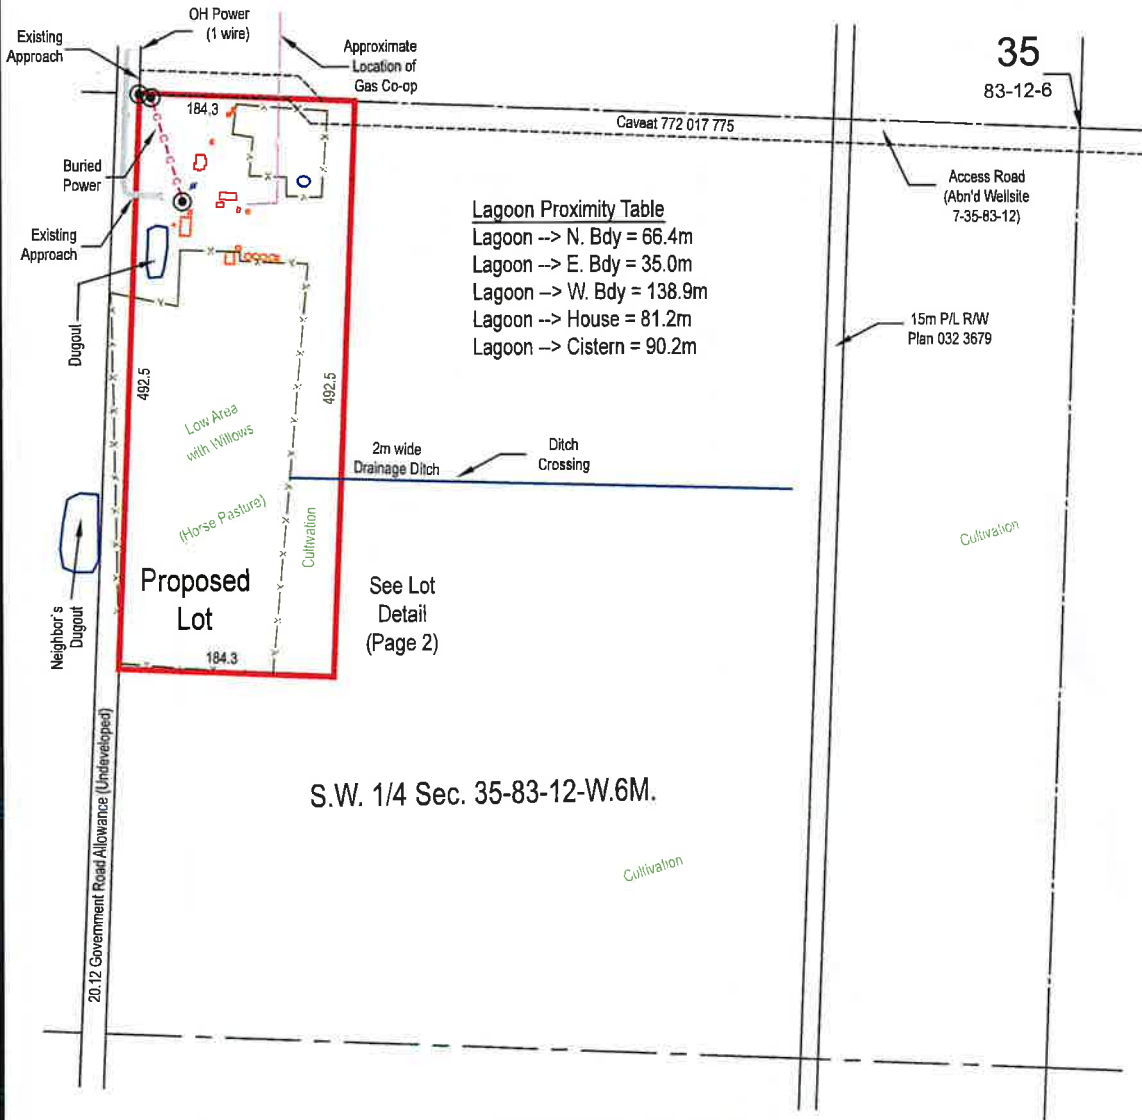 OH Power
(1 wire)
Existing
Approach
Approximate
Location of
Gas Co-op
35
83-12-6
184.3
Caveat 772 017 775
Buried
Power
Access Road
(Abn'd Wellsite
7-35-83-12)
Existing
Approach
Lagoon Proximity Table
Lagoon --> N. Bdy = 66.4m
Lagoon --> E. Bdy = 35.0m
Lagoon --> W. Bdy = 138.9m
Lagoon --> House = 81.2m
Lagoon --> Cistern = 90.2m
Dugout
15m P/L R/W
Plan 032 3679
492.5
492.5
Low Area
with Willows
2m wide
Drainage Ditch
Ditch
Crossing
(Horse Pasture)
Cultivation
Cultivation
Proposed
Lot
See Lot
Detail
(Page 2)
Neighbor's
Dugout
184.3
20.12 Government Road Allowance (Undeveloped)
S.W. 1/4 Sec. 35-83-12-W.6M.
Cultivation